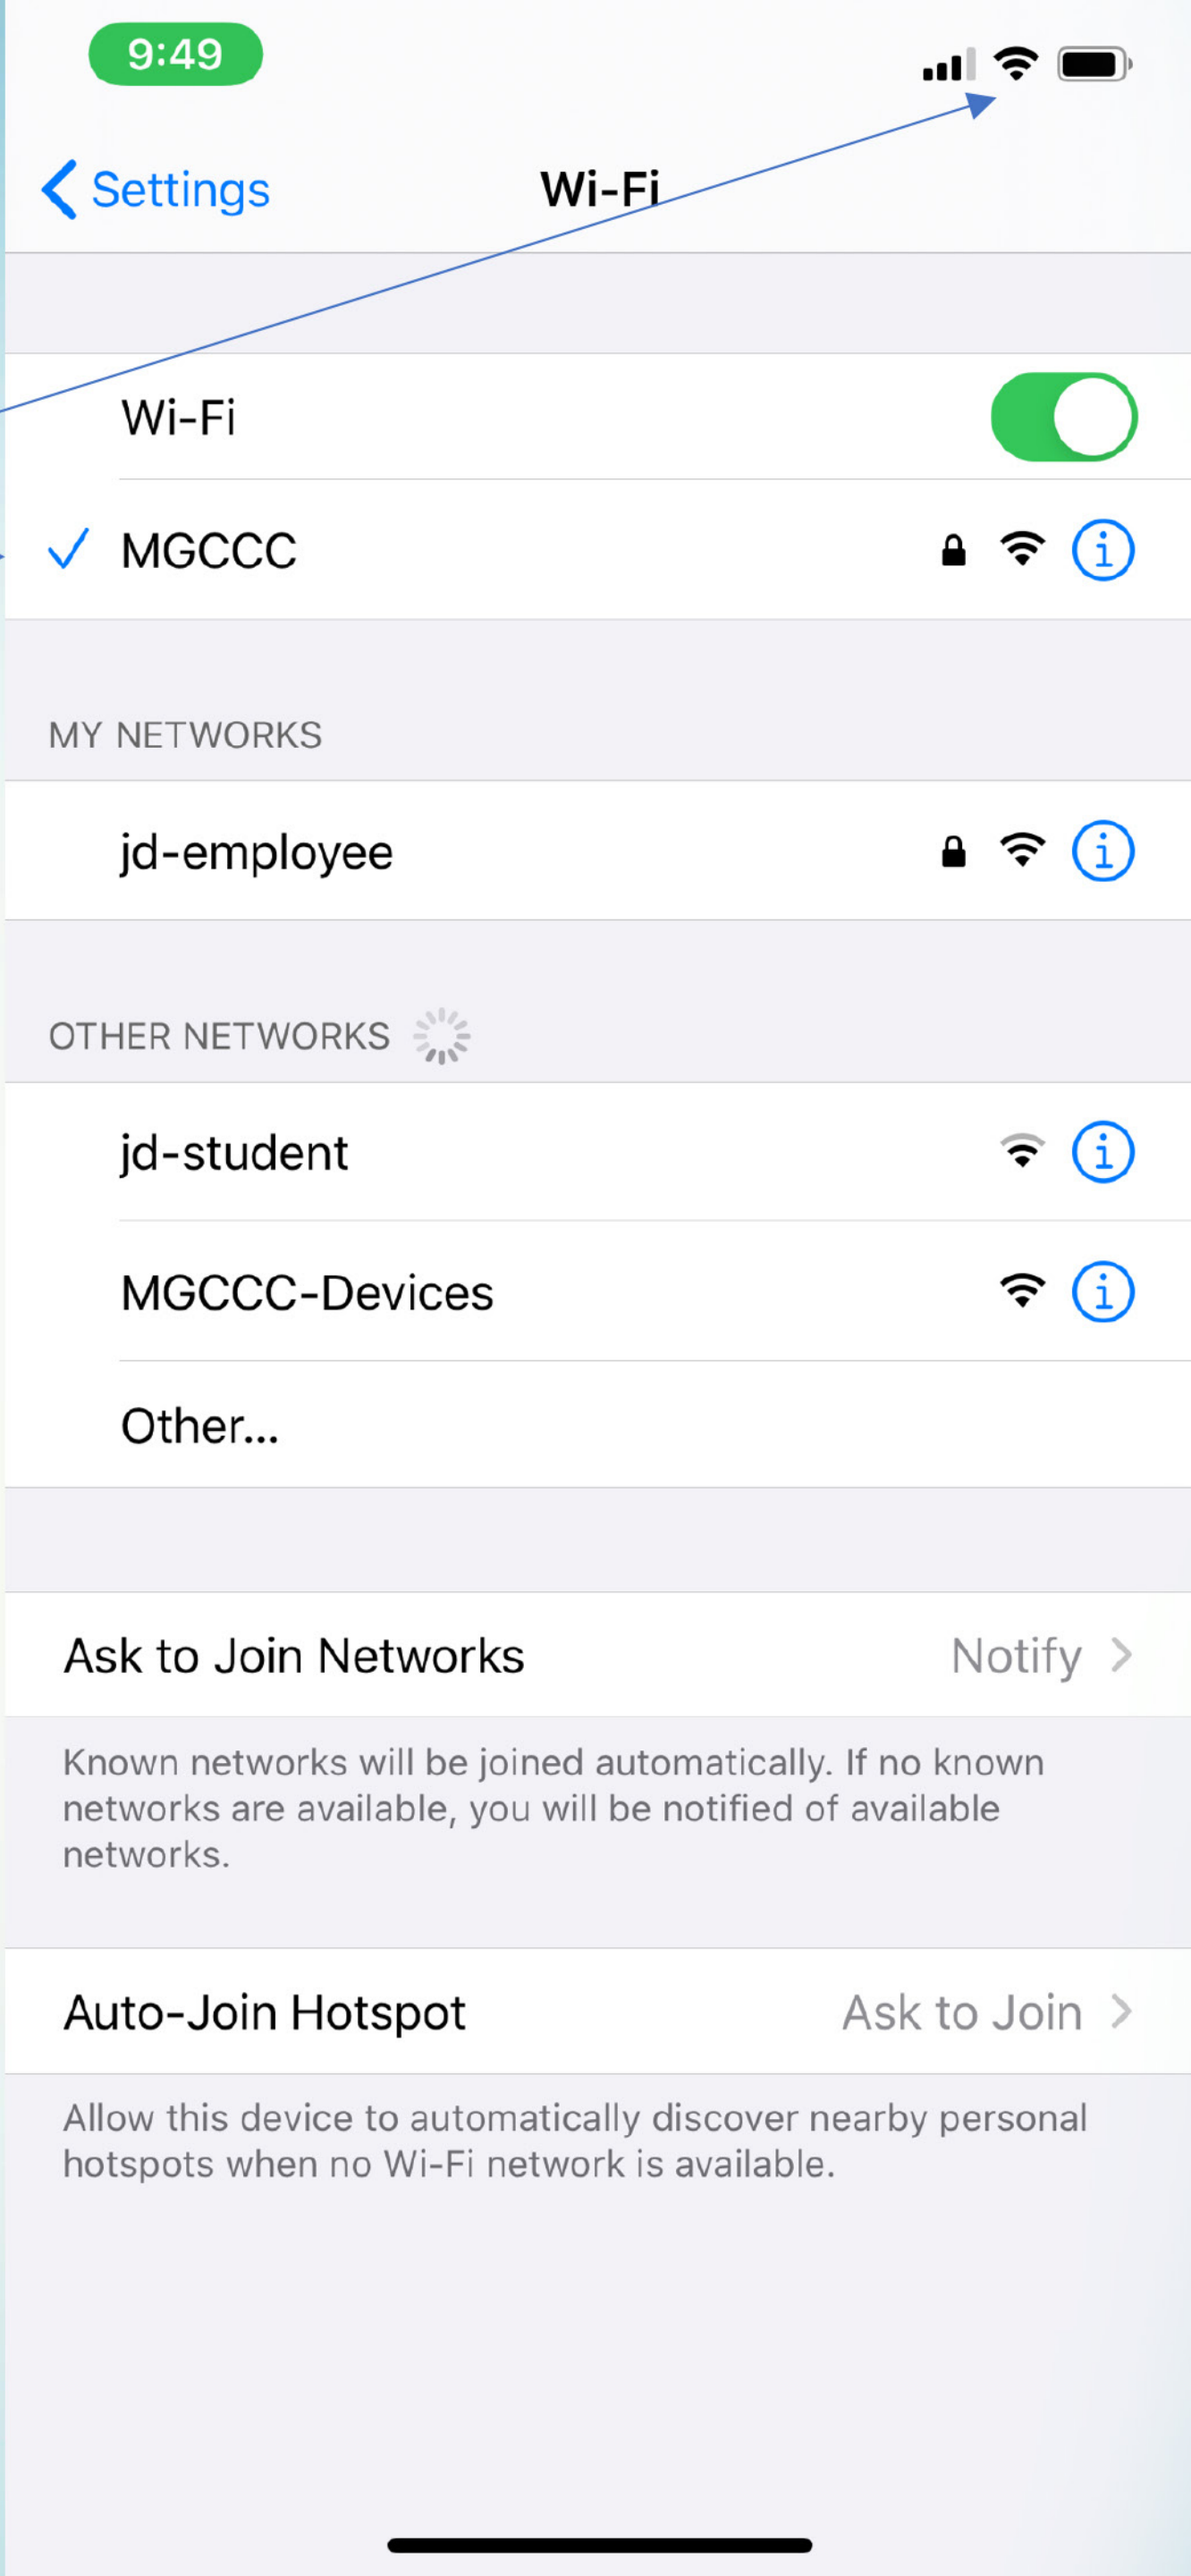 9:49
Settings
Wi-Fi
Wi-Fi
MGCCC
MY NETWORKS
jd-employee
OTHER NETWORKS
jd-student
MGCCC-Devices
Other...
Ask to Join Networks Notify
Known networks will be joined automatically. If no known
networks are available, you will be notified of available
networks.
Auto-Join Hotspot Ask to Join
Allow this device to automatically discover nearby personal
hotspots when no Wi-Fi network is available.